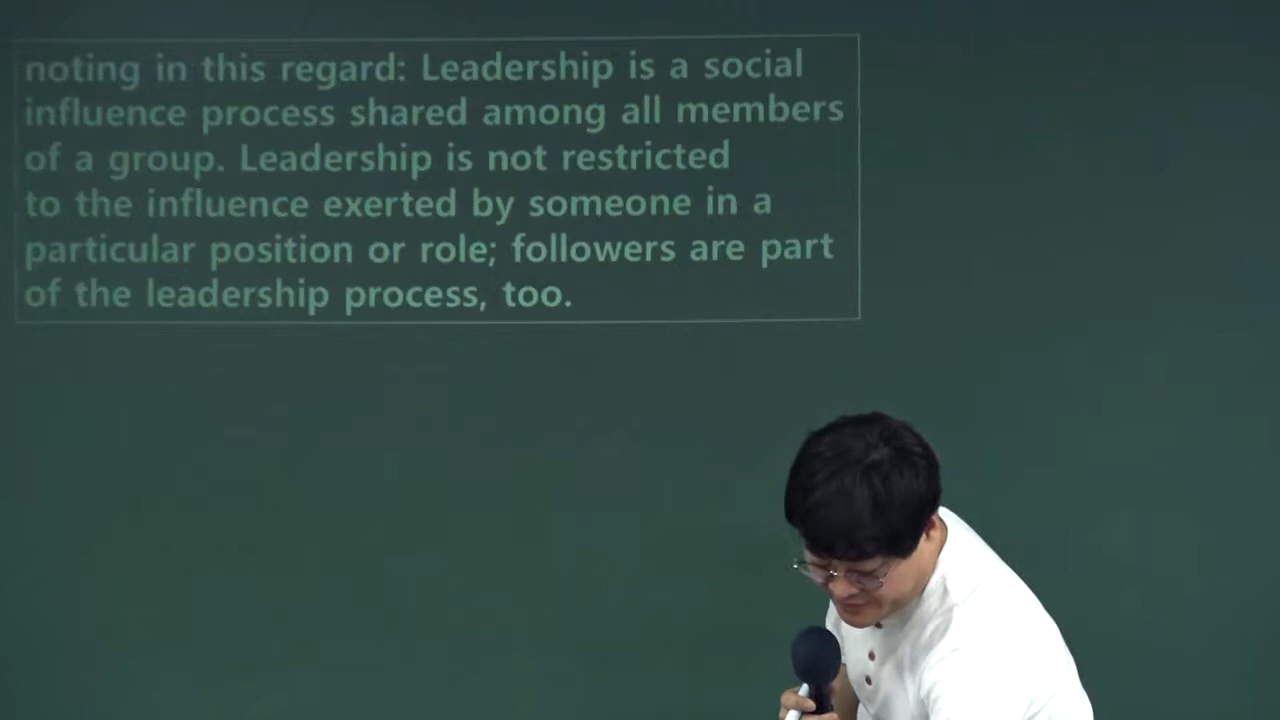 noting in this regard: Leadership is a social
influence process shared among all members
of a group. Leadership is not restricted
to the influence exerted by someone in a
particular position or role; followers are part
of the leadership process, too.